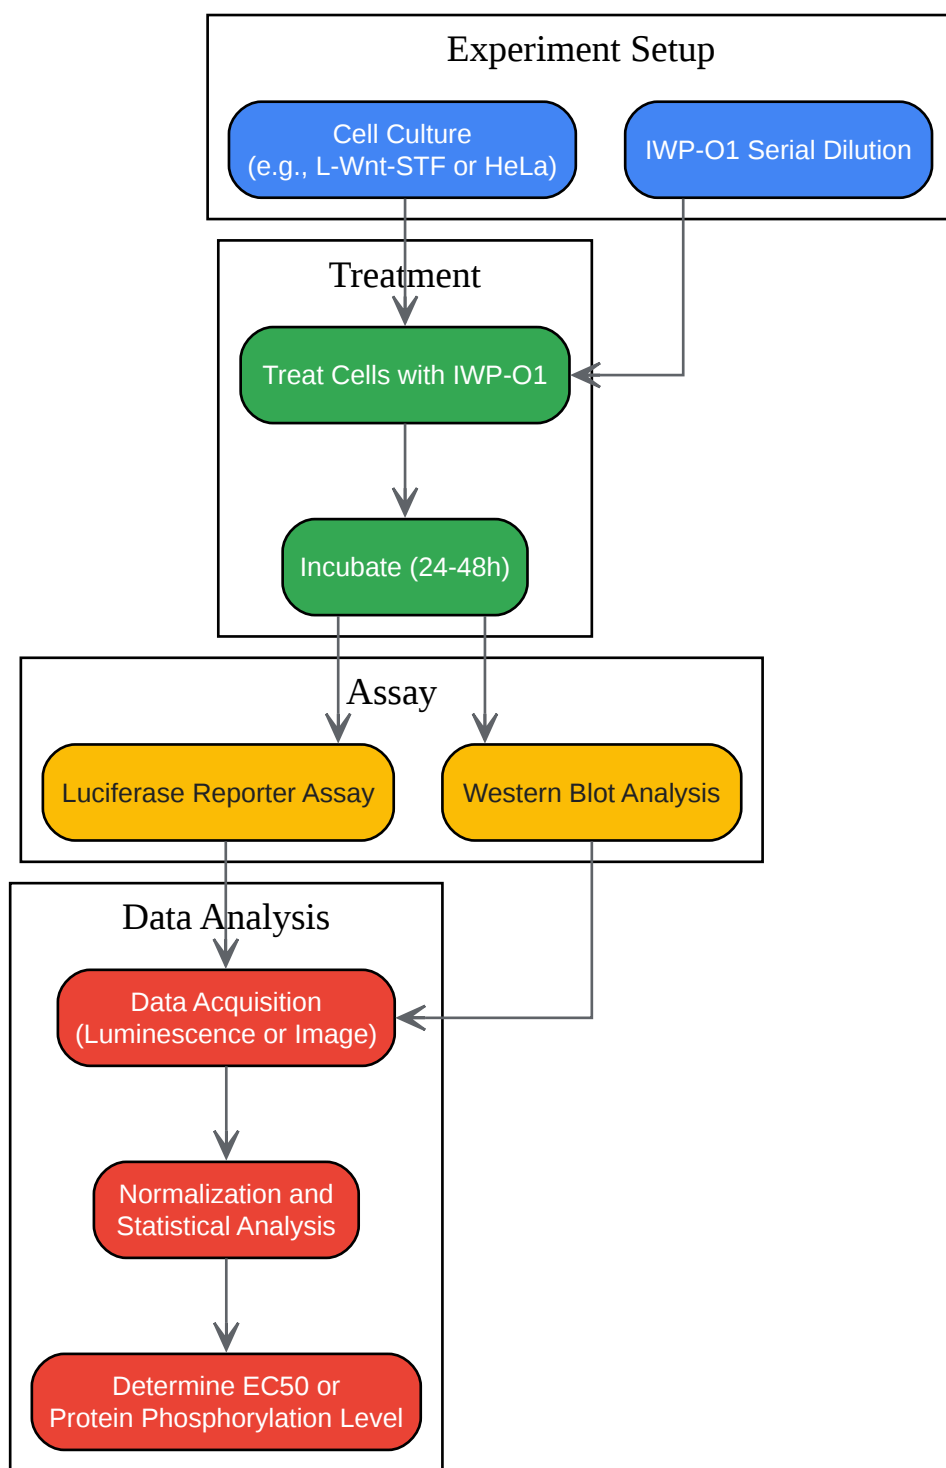 Experiment Setup
Cell Culture
(e.g., L-Wnt-STF or HeLa)
IWP-O1 Serial Dilution
Treatment
Treat Cells with IWP-O1
Incubate (24-48h)
Assay
Luciferase Reporter Assay
Western Blot Analysis
Data Analysis
Data Acquisition
(Luminescence or Image)
Normalization and
Statistical Analysis
Determine EC50 or
Protein Phosphorylation Level